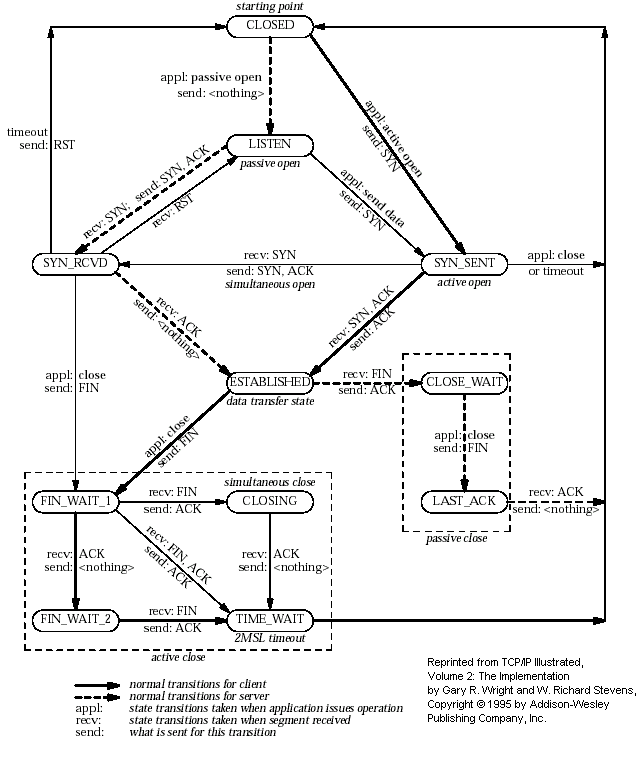 starting point
CLOSED
appl: passive open
send: <nothing>
appl: active open
send: SYN
timeout
send: RST
LISTEN
passive open
recv: SYN; send: SYN, ACK
recv: RST
appl: send data
send: SYN
SYN_RCVD
recv: SYN
send: SYN, ACK
simultaneous open
SYN_SENT
active open
appl: close
or timeout
recv: ACK
send: <nothing>
recv: SYN, ACK
send: ACK
appl: close
send: FIN
ESTABLISHED
data transfer state
recv: FIN
send: ACK
CLOSE_WAIT
appl: close
send: FIN
appl: close
send: FIN
LAST_ACK
recv: ACK
send: <nothing>
passive close
simultaneous close
FIN_WAIT_1
recv: FIN
send: ACK
CLOSING
recv: ACK
send: <nothing>
recv: FIN, ACK
send: ACK
recv: ACK
send: <nothing>
FIN_WAIT_2
recv: FIN
send: ACK
TIME_WAIT
2MSL timeout
active close
normal transitions for client
normal transitions for server
appl: state transitions taken when application issues operation
recv: state transitions taken when segment received
send: what is sent for this transition
Reprinted from TCP/IP Illustrated,
Volume 2: The Implementation
by Gary R. Wright and W. Richard Stevens,
Copyright © 1995 by Addison-Wesley
Publishing Company, Inc.